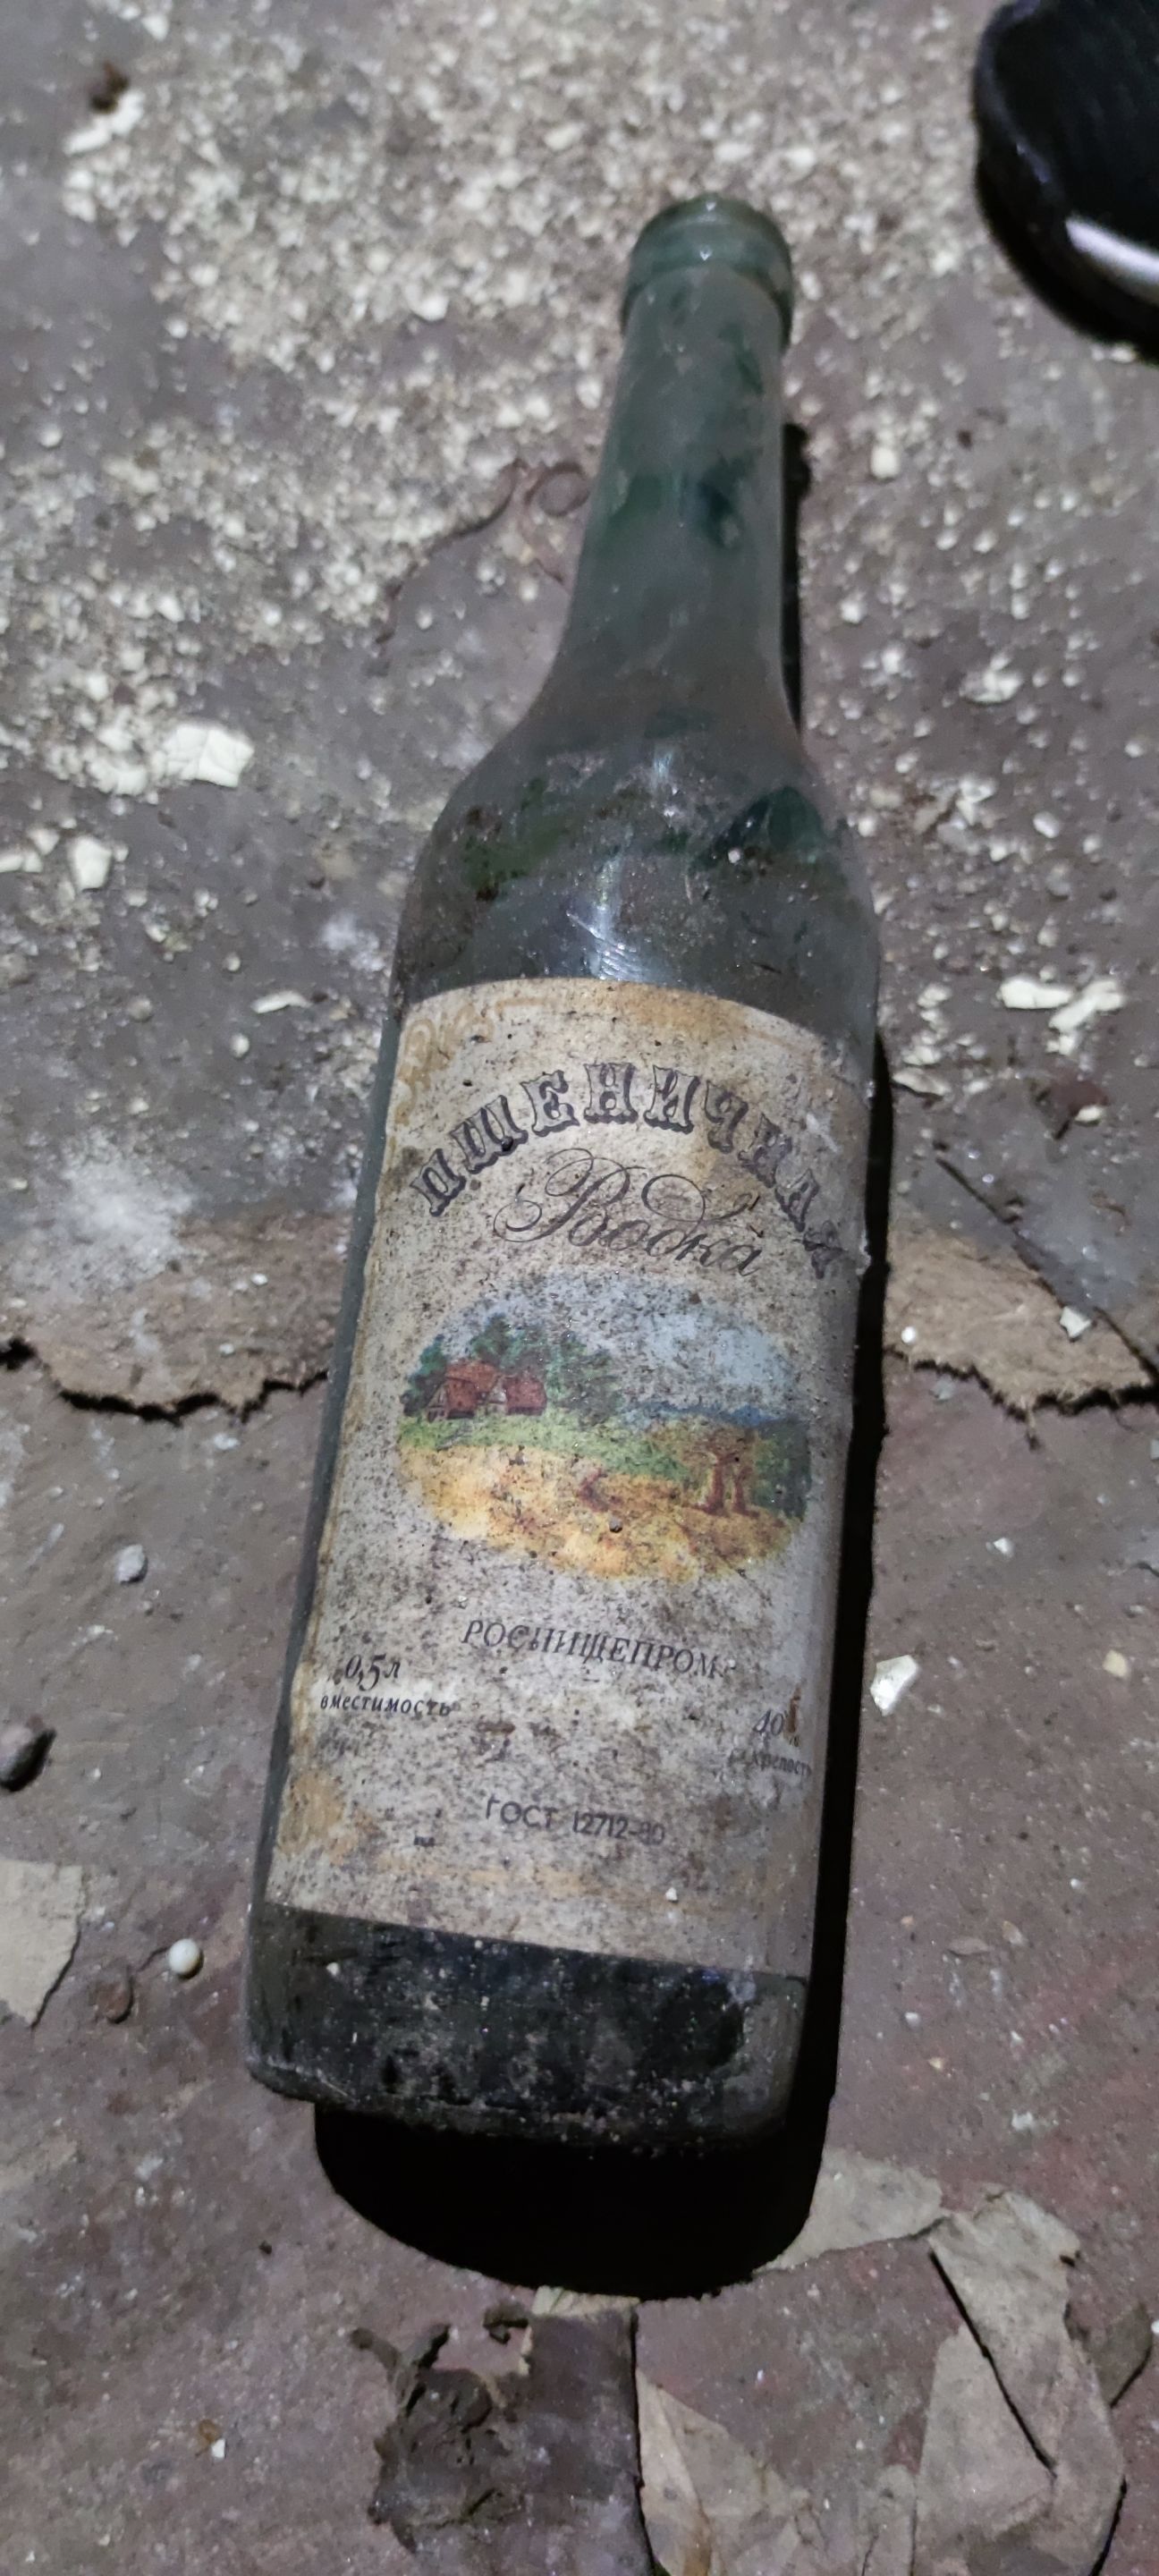 ПШЕНИЧНАЯ
Водка
РОСПИЩЕПРОМ
0,5л
вместимость
40%
крепость
ГОСТ 12712-80